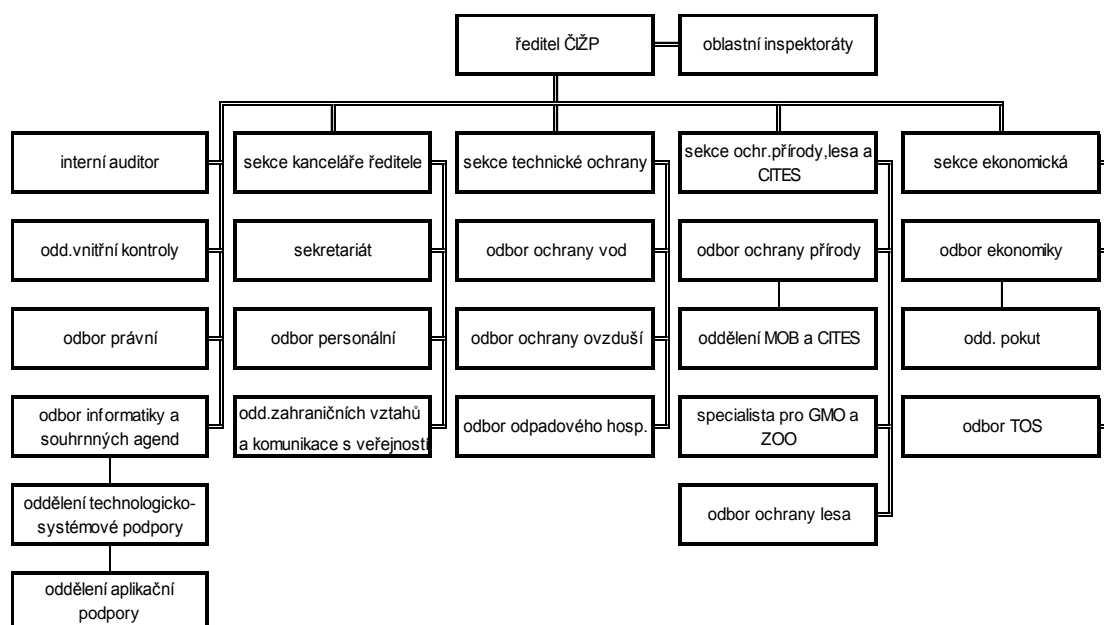 ředitel ČIŽP
oblastní inspektoráty
interní auditor
sekce kanceláře ředitele
sekce technické ochrany
sekce ochr.přírody,lesa a
CITES
sekce ekonomická
odd.vnitřní kontroly
sekretariát
odbor ochrany vod
odbor ochrany přírody
odbor ekonomiky
odbor právní
odbor personální
odbor ochrany ovzduší
oddělení MOB a CITES
odd. pokut
odbor informatiky a
souhrnných agend
odd.zahraničních vztahů
a komunikace s veřejností
odbor odpadového hosp.
specialista pro GMO a
ZOO
odbor TOS
oddělení technologicko-
systémové podpory
odbor ochrany lesa
oddělení aplikační
podpory